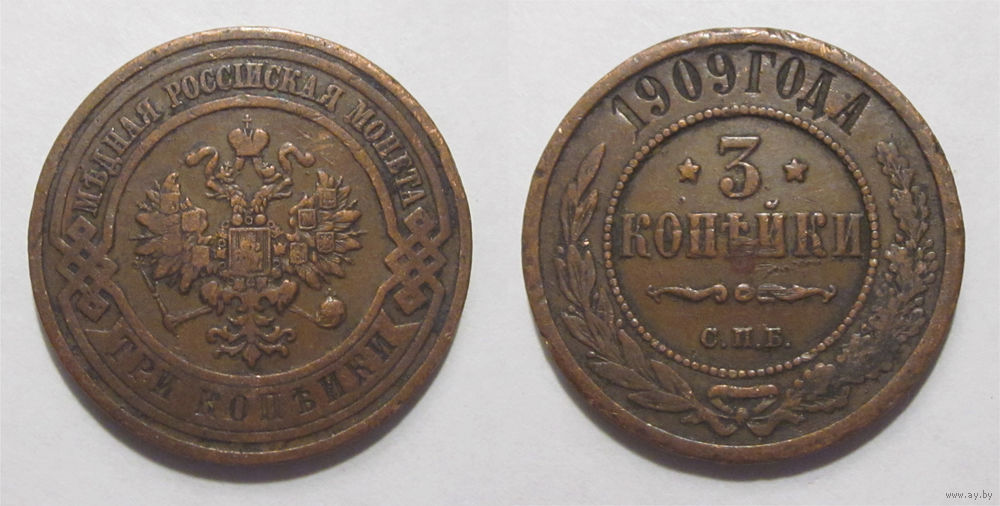 МѢДНАЯ РОССІЙСКАЯ МОНЕТА
ТРИ КОПѢЙКИ
1909 ГОДА
3
КОПѢЙКИ
С.П.Б.
www.ay.by